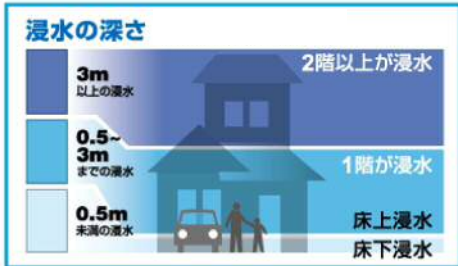 浸水の深さ
3m
以上の浸水
2階以上が浸水
0.5~
3m
までの浸水
1階が浸水
0.5m
未満の浸水
床上浸水
床下浸水